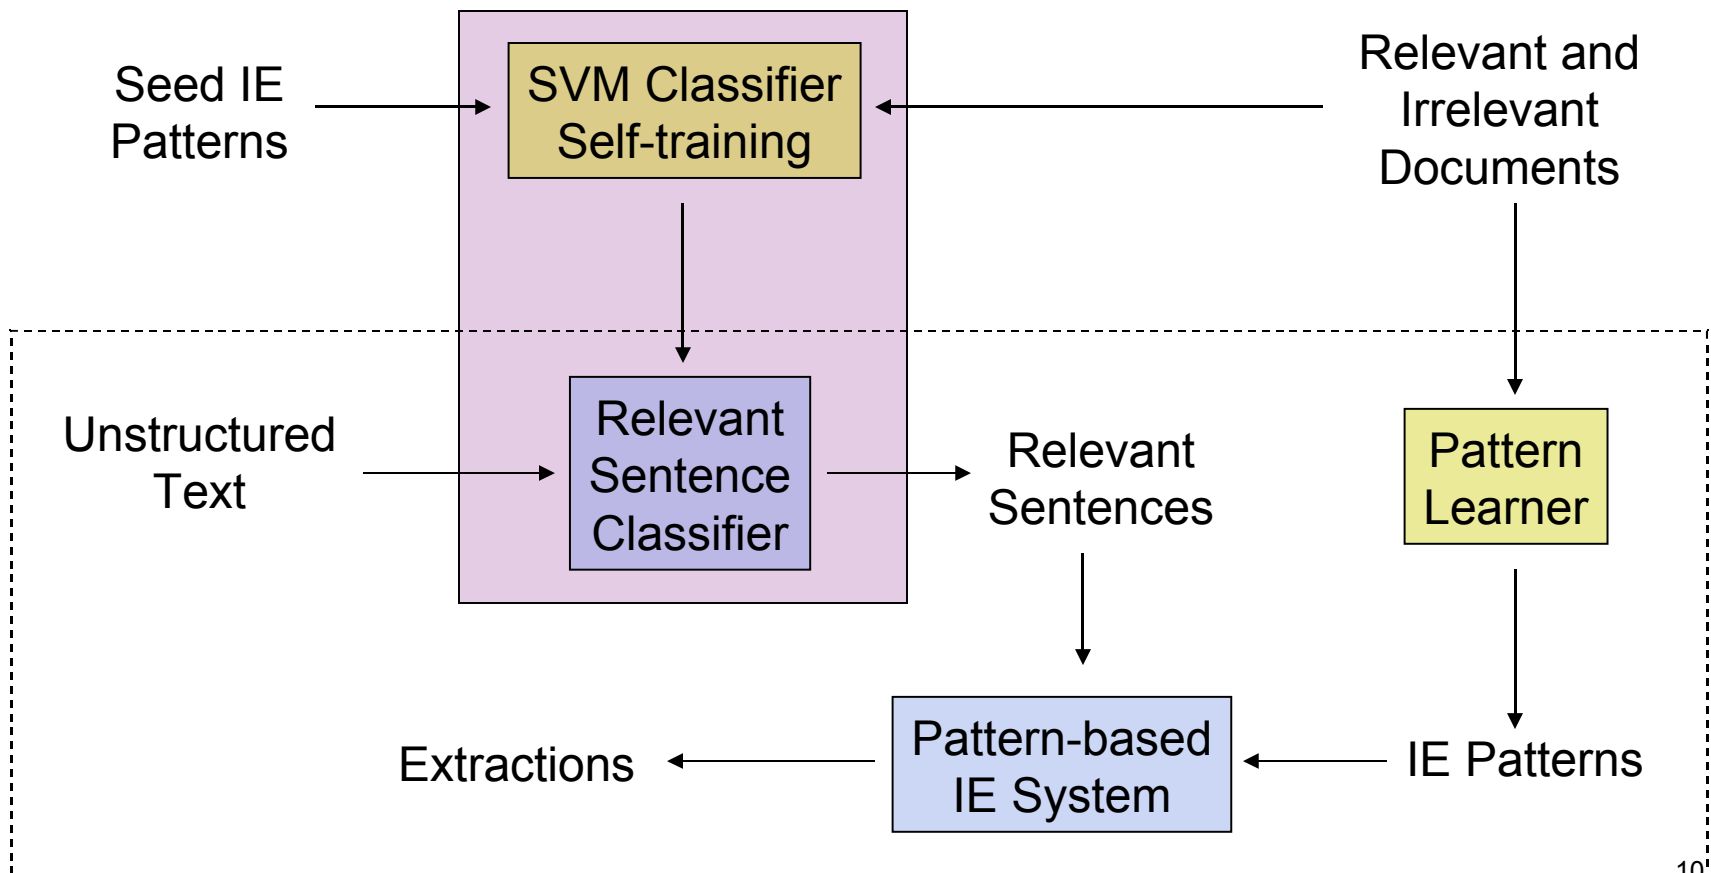 Seed IE
Patterns
SVM Classifier
Self-training
Relevant and
Irrelevant
Documents
Unstructured
Text
Relevant
Sentence
Classifier
Relevant
Sentences
Pattern
Learner
Extractions
Pattern-based
IE System
IE Patterns
10